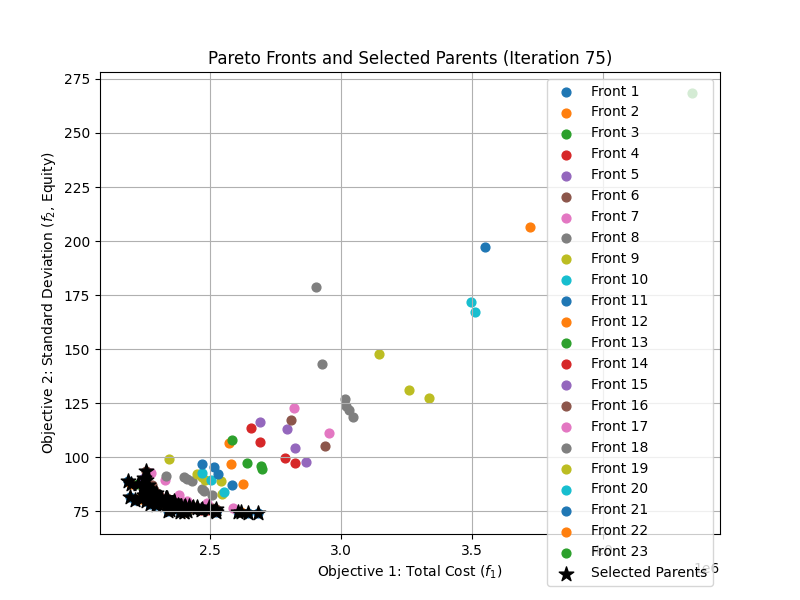 Pareto Fronts and Selected Parents (Iteration 75)
Objective 2: Standard Deviation (f2, Equity)
275
250
225
200
175
150
125
100
75
2.5
3.0
3.5
4.0
1e6
Objective 1: Total Cost (f1)
Front 1
Front 2
Front 3
Front 4
Front 5
Front 6
Front 7
Front 8
Front 9
Front 10
Front 11
Front 12
Front 13
Front 14
Front 15
Front 16
Front 17
Front 18
Front 19
Front 20
Front 21
Front 22
Front 23
Selected Parents